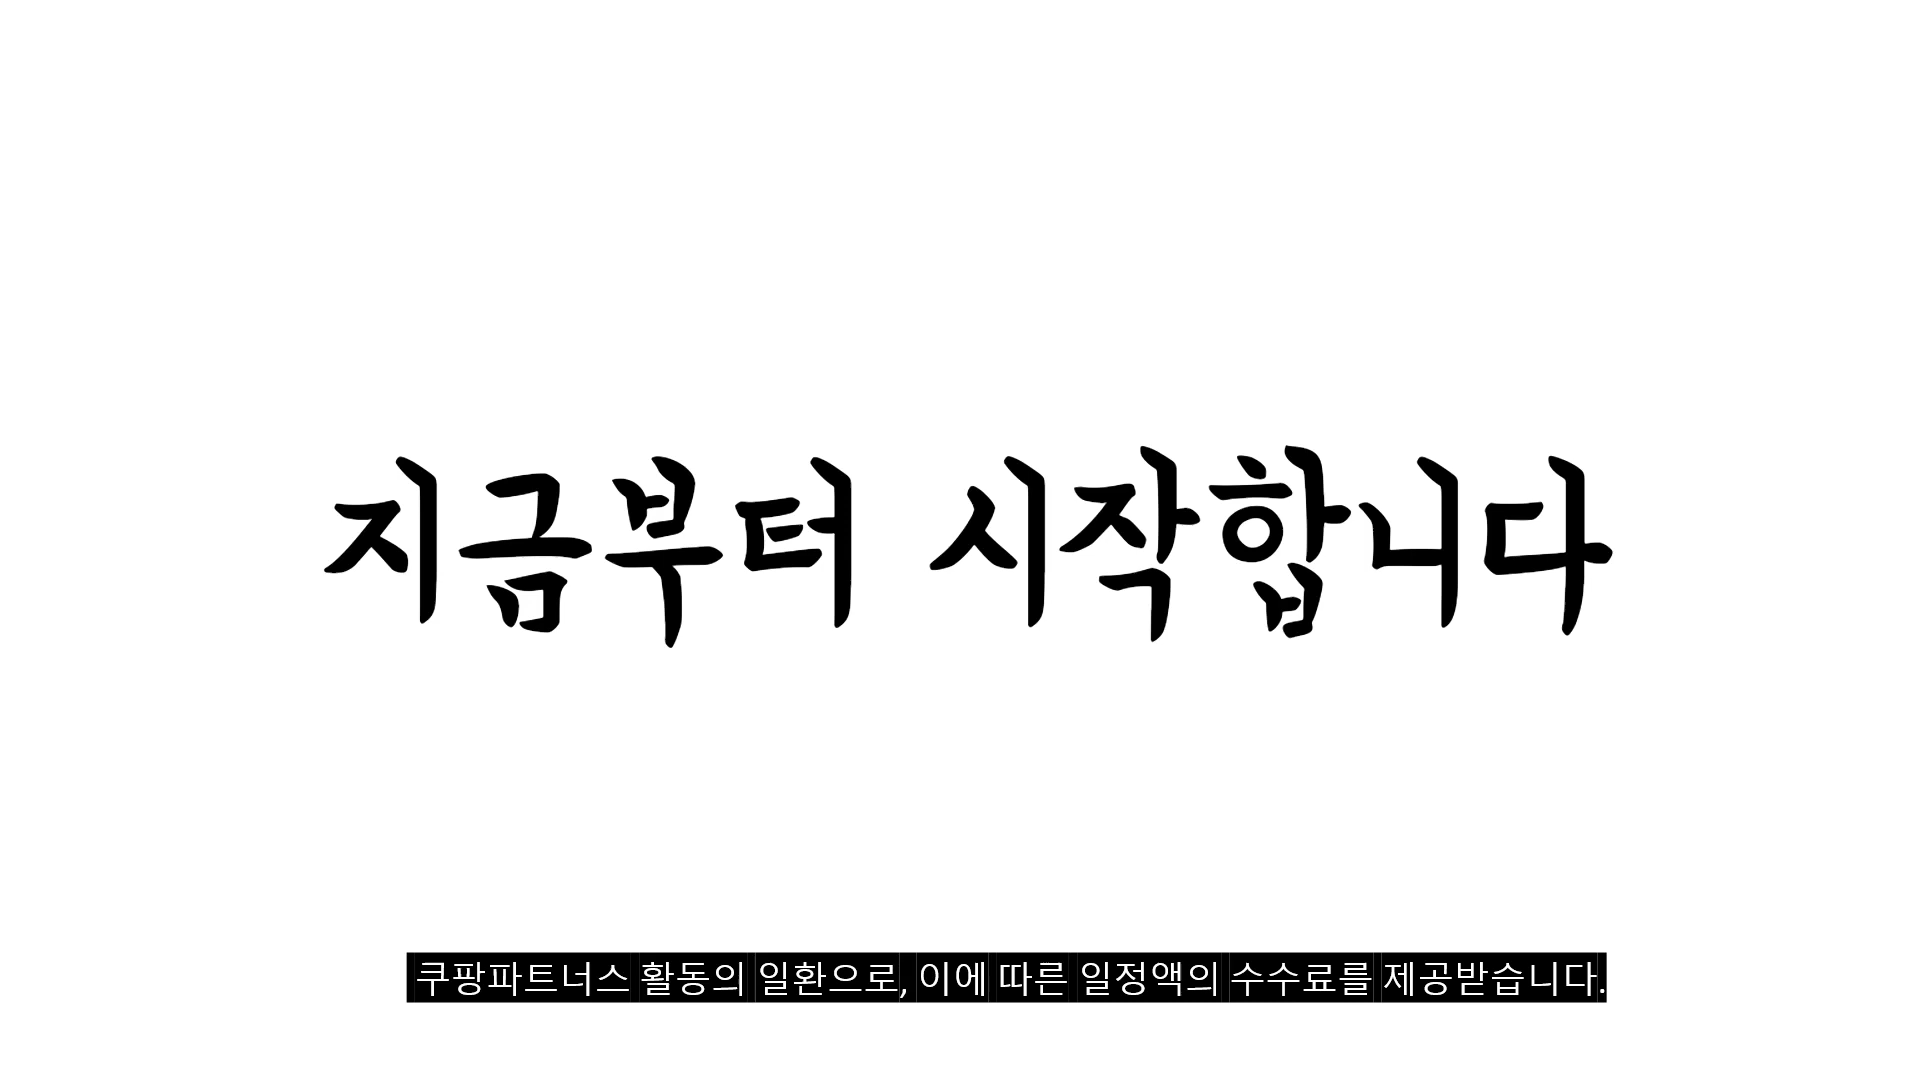 지금부터 시작합니다
쿠팡파트너스 활동의 일환으로, 이에 따른 일정액의 수수료를 제공받습니다.